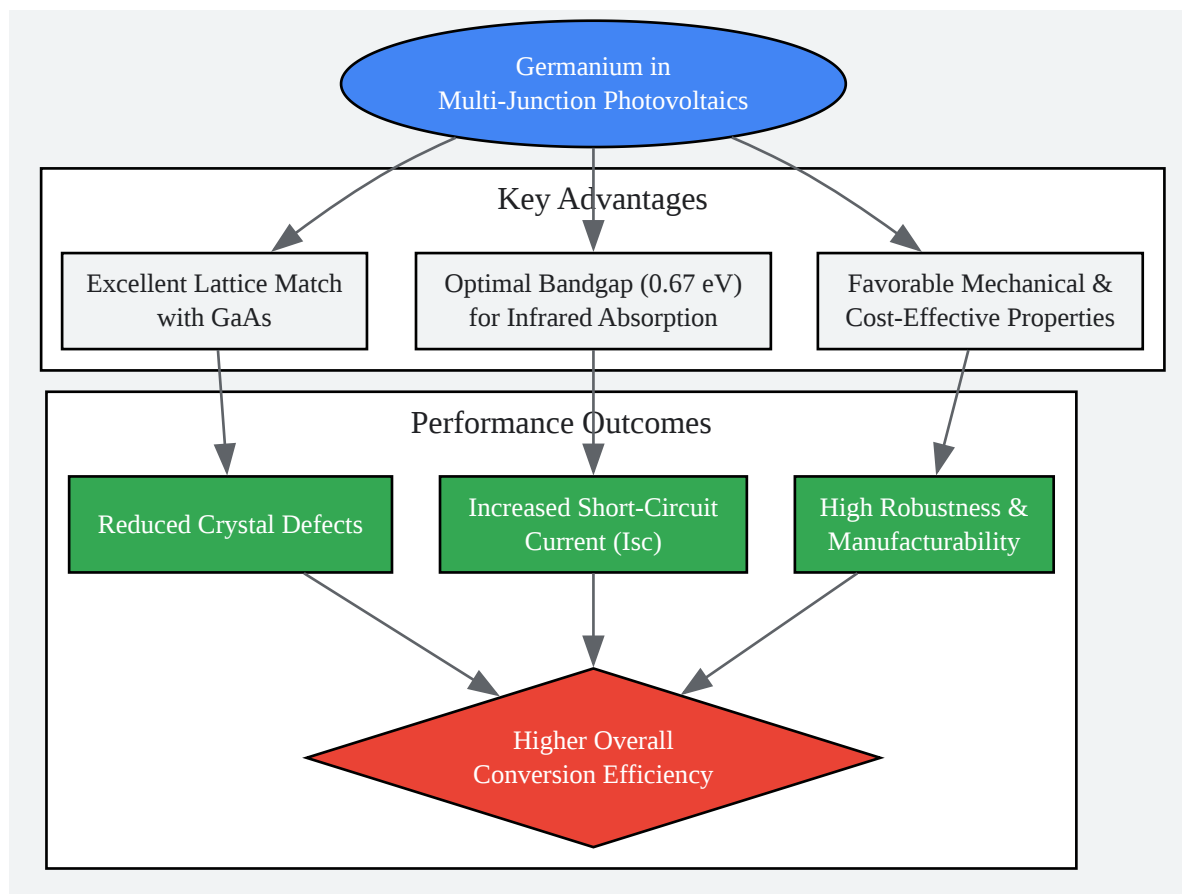 Germanium in
Multi-Junction Photovoltaics
Key Advantages
Excellent Lattice Match
with GaAs
Optimal Bandgap (0.67 eV)
for Infrared Absorption
Favorable Mechanical &
Cost-Effective Properties
Performance Outcomes
Reduced Crystal Defects
Increased Short-Circuit
Current (Isc)
High Robustness &
Manufacturability
Higher Overall
Conversion Efficiency